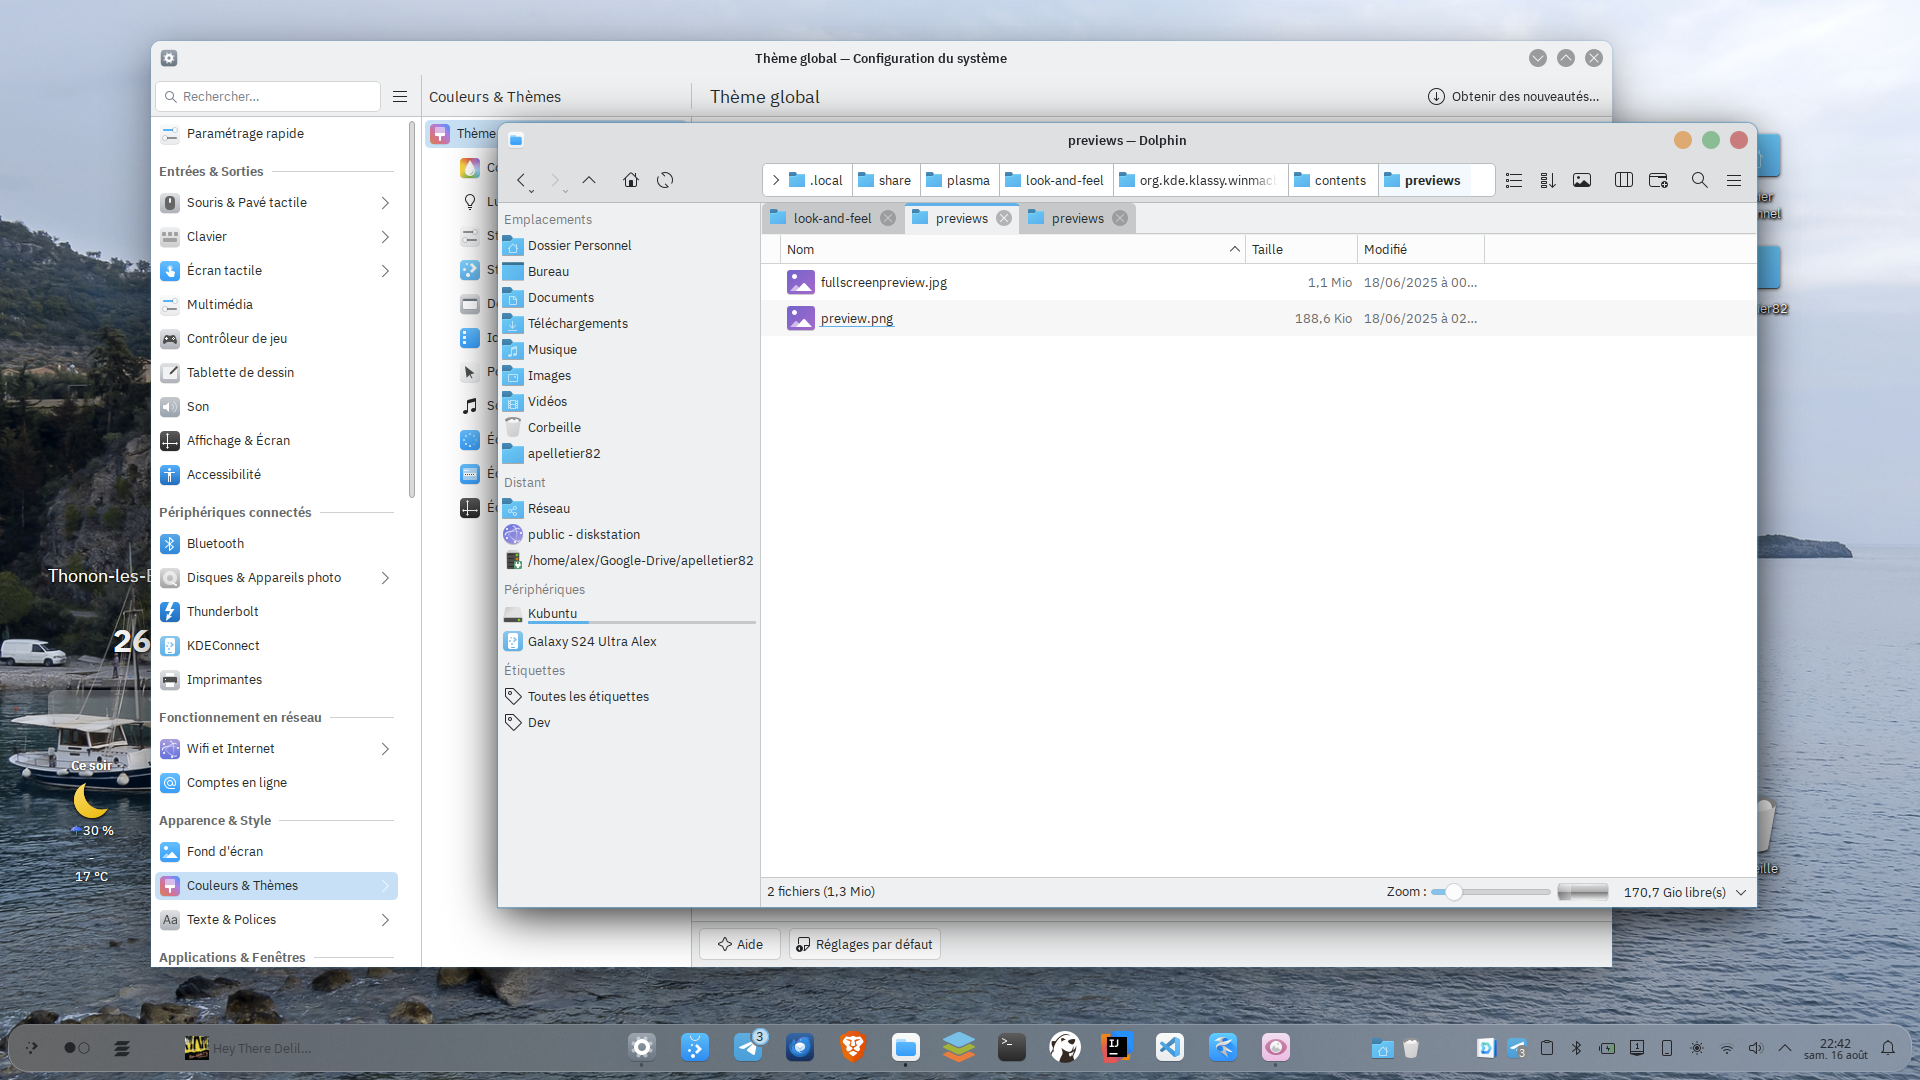 Thème global — Configuration du système
Rechercher...
Couleurs & Thèmes
Thème global
Obtenir des nouveautés...
Paramétrage rapide
Entrées & Sorties
Souris & Pavé tactile
Clavier
Écran tactile
Multimédia
Contrôleur de jeu
Tablette de dessin
Son
Affichage & Écran
Accessibilité
Périphériques connectés
Bluetooth
Disques & Appareils photo
Thunderbolt
KDEConnect
Imprimantes
Fonctionnement en réseau
Wifi et Internet
Comptes en ligne
Apparence & Style
Fond d'écran
Couleurs & Thèmes
Texte & Polices
Applications & Fenêtres
Thème
Aide
Réglages par défaut
previews — Dolphin
.local
share
plasma
look-and-feel
org.kde.klassy.winmac
contents
previews
look-and-feel
previews
previews
Emplacements
Dossier Personnel
Bureau
Documents
Téléchargements
Musique
Images
Vidéos
Corbeille
apelletier82
Distant
Réseau
public - diskstation
/home/alex/Google-Drive/apelletier82
Périphériques
Kubuntu
Galaxy S24 Ultra Alex
Étiquettes
Toutes les étiquettes
Dev
Nom
Taille
Modifié
fullscreenpreview.jpg
1,1 Mio
18/06/2025 à 00...
preview.png
188,6 Kio
18/06/2025 à 02...
2 fichiers (1,3 Mio)
Zoom :
170,7 Gio libre(s)
Thonon-les-
26
Ce soir
30 %
17 °C
Hey There Delil...
3
3
1
22:42
sam. 16 août